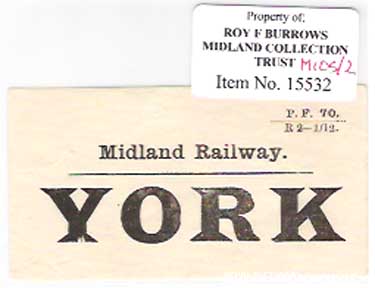 Property of;
ROY F BURROWS
MIDLAND COLLECTION
TRUST
Item No. 15532
P. F. 70.
R 2—1/12.
Midland Railway.
YORK